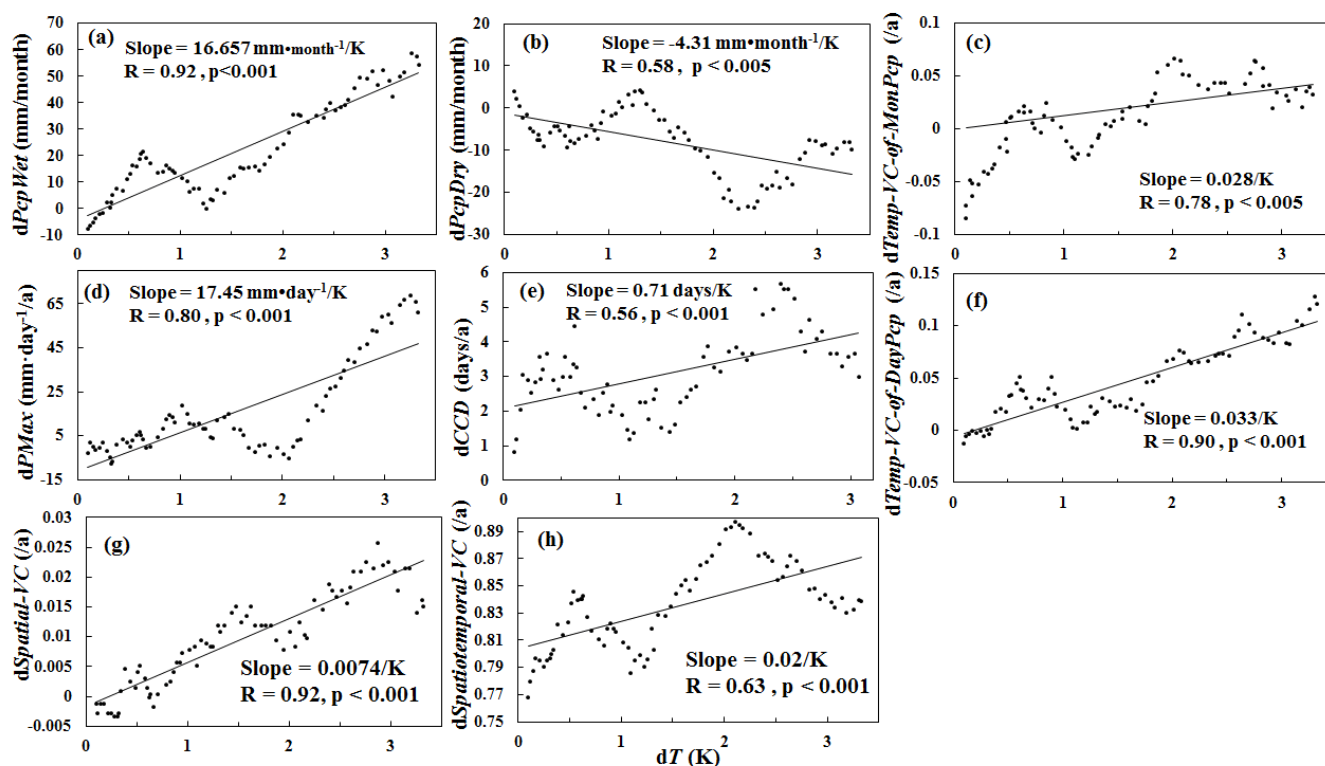 (a)
Slope = 16.657 mm•month⁻¹/K
R = 0.92 , p<0.001
dPcpWet (mm/month)
70
60
50
40
30
20
10
0
-10
0 1 2 3
(b)
Slope = -4.31 mm•month⁻¹/K
R = 0.58 , p < 0.005
dPcpDry (mm/month)
20
10
0
-10
-20
-30
0 1 2 3
(c)
dTemp-VC-of-MonPcp (/a)
0.1
0.05
0
-0.05
-0.1
Slope = 0.028/K
R = 0.78 , p < 0.005
0 1 2 3
(d)
Slope = 17.45 mm•day⁻¹/K
R = 0.80 , p < 0.001
dPMax (mm·day⁻¹/a)
65
45
25
5
-15
0 1 2 3
(e)
Slope = 0.71 days/K
R = 0.56 , p < 0.001
dCCD (days/a)
6
5
4
3
2
1
0
0 1 2 3
(f)
dTemp-VC-of-DayPcp (/a)
0.15
0.1
0.05
0
-0.05
Slope = 0.033/K
R = 0.90 , p < 0.001
0 1 2 3
(g)
dSpatial-VC (/a)
0.03
0.025
0.02
0.015
0.01
0.005
0
-0.005
Slope = 0.0074/K
R = 0.92, p < 0.001
0 1 2 3
(h)
dSpatiotemporal-VC (/a)
0.89
0.87
0.85
0.83
0.81
0.79
0.77
0.75
Slope = 0.02/K
R = 0.63 , p < 0.001
0 1 2 3
dT (K)